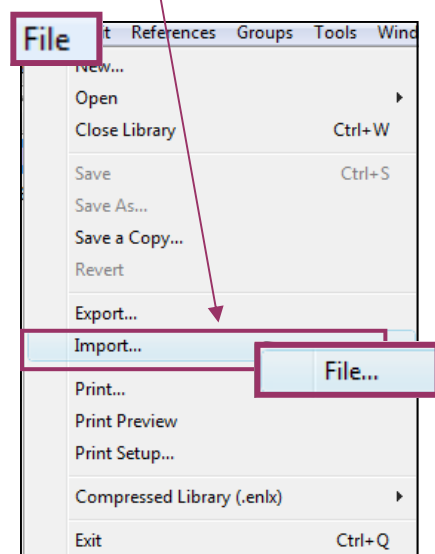 File t References Groups Tools Wind
New...
Open
Close Library Ctrl+W
Save Ctrl+S
Save As...
Save a Copy...
Revert
Export...
Import...
File...
Print...
Print Preview
Print Setup...
Compressed Library (.enlx)
Exit Ctrl+Q